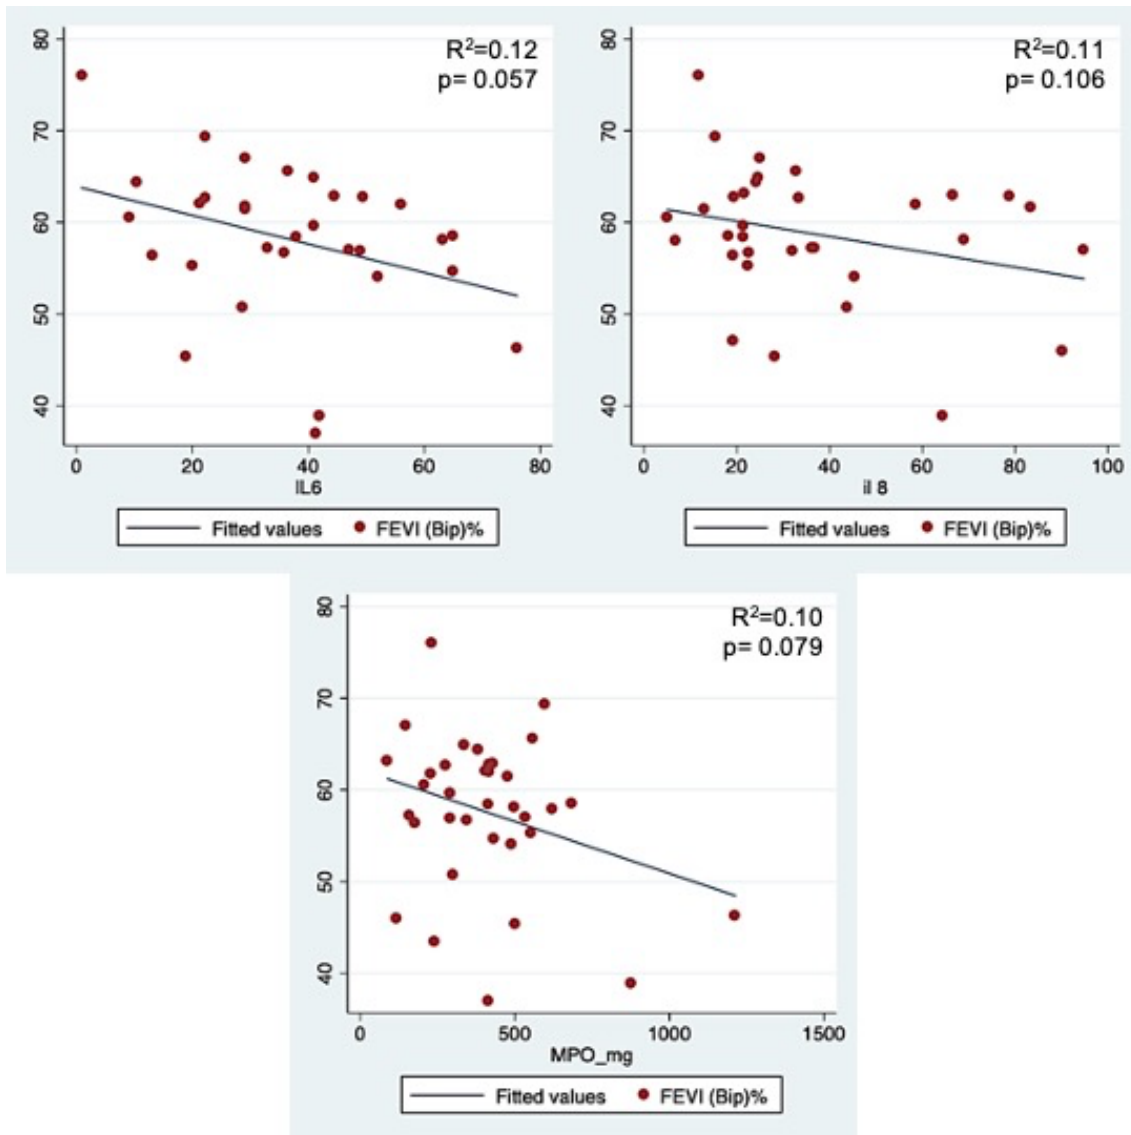 R²=0.12
p= 0.057
80
70
60
50
40
0 20 40 60 80
IL6
Fitted values FEVI (Bip)%
R²=0.11
p= 0.106
80
70
60
50
40
0 20 40 60 80 100
il 8
Fitted values FEVI (Bip)%
R²=0.10
p= 0.079
80
70
60
50
40
0 500 1000 1500
MPO_mg
Fitted values FEVI (Bip)%